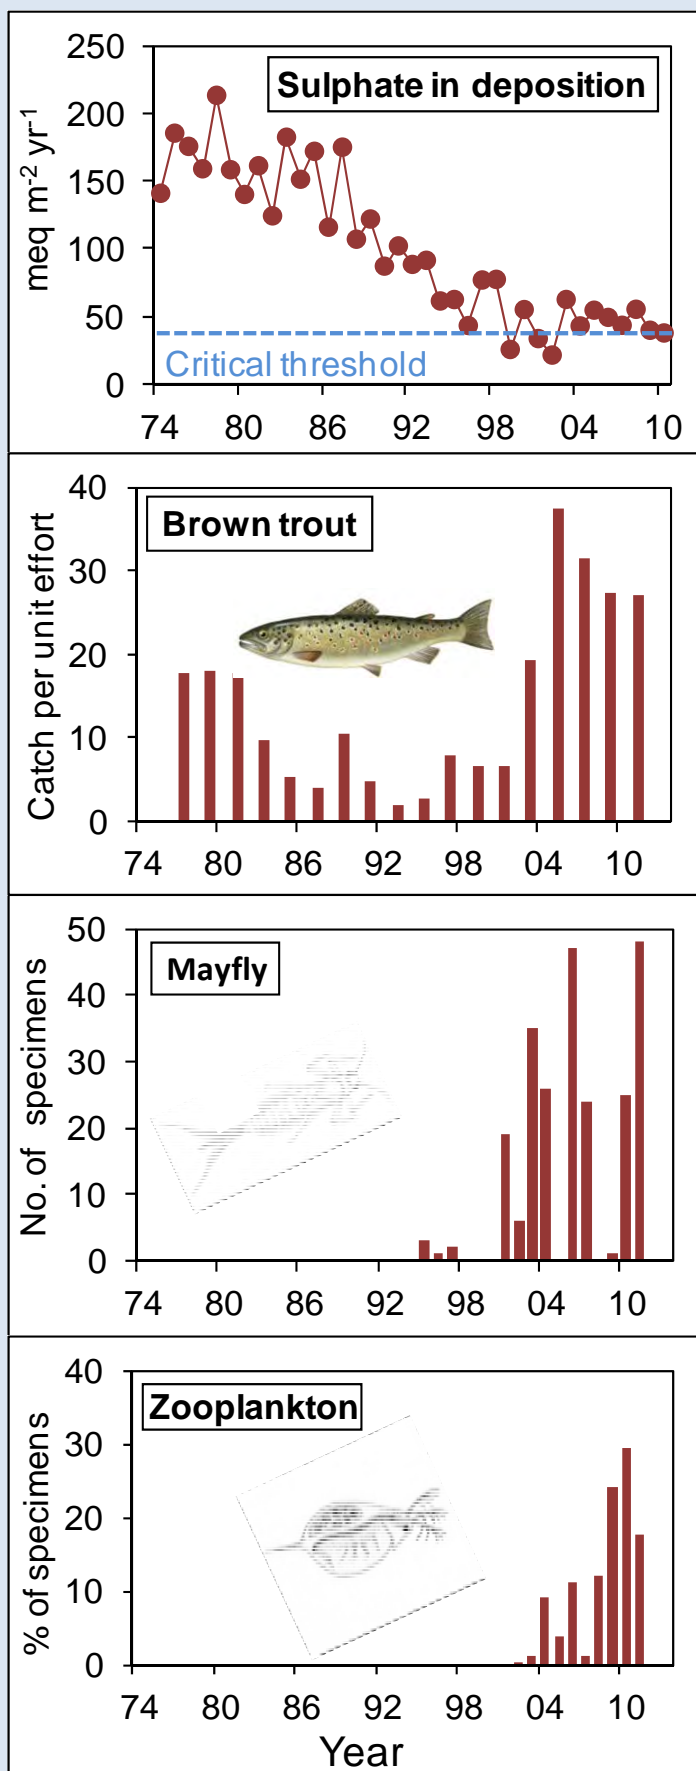 250
Sulphate in deposition
200
150
100
50
0
meq m-2 yr-1
Critical threshold
74 80 86 92 98 04 10
40
Brown trout
30
20
10
0
Catch per unit effort
74 80 86 92 98 04 10
50
Mayfly
40
30
20
10
0
No. of specimens
74 80 86 92 98 04 10
40
Zooplankton
30
20
10
0
% of specimens
74 80 86 92 98 04 10
Year